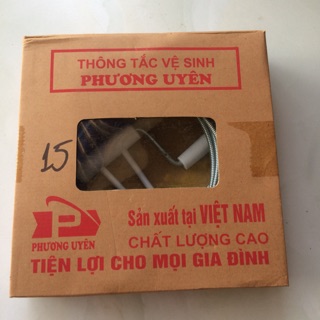 THÔNG TẮC VỆ SINH
PHƯƠNG UYÊN
15
P
PHƯƠNG UYÊN
Sản xuất tại VIỆT NAM
CHẤT LƯỢNG CAO
TIỆN LỢI CHO MỌI GIA ĐÌNH